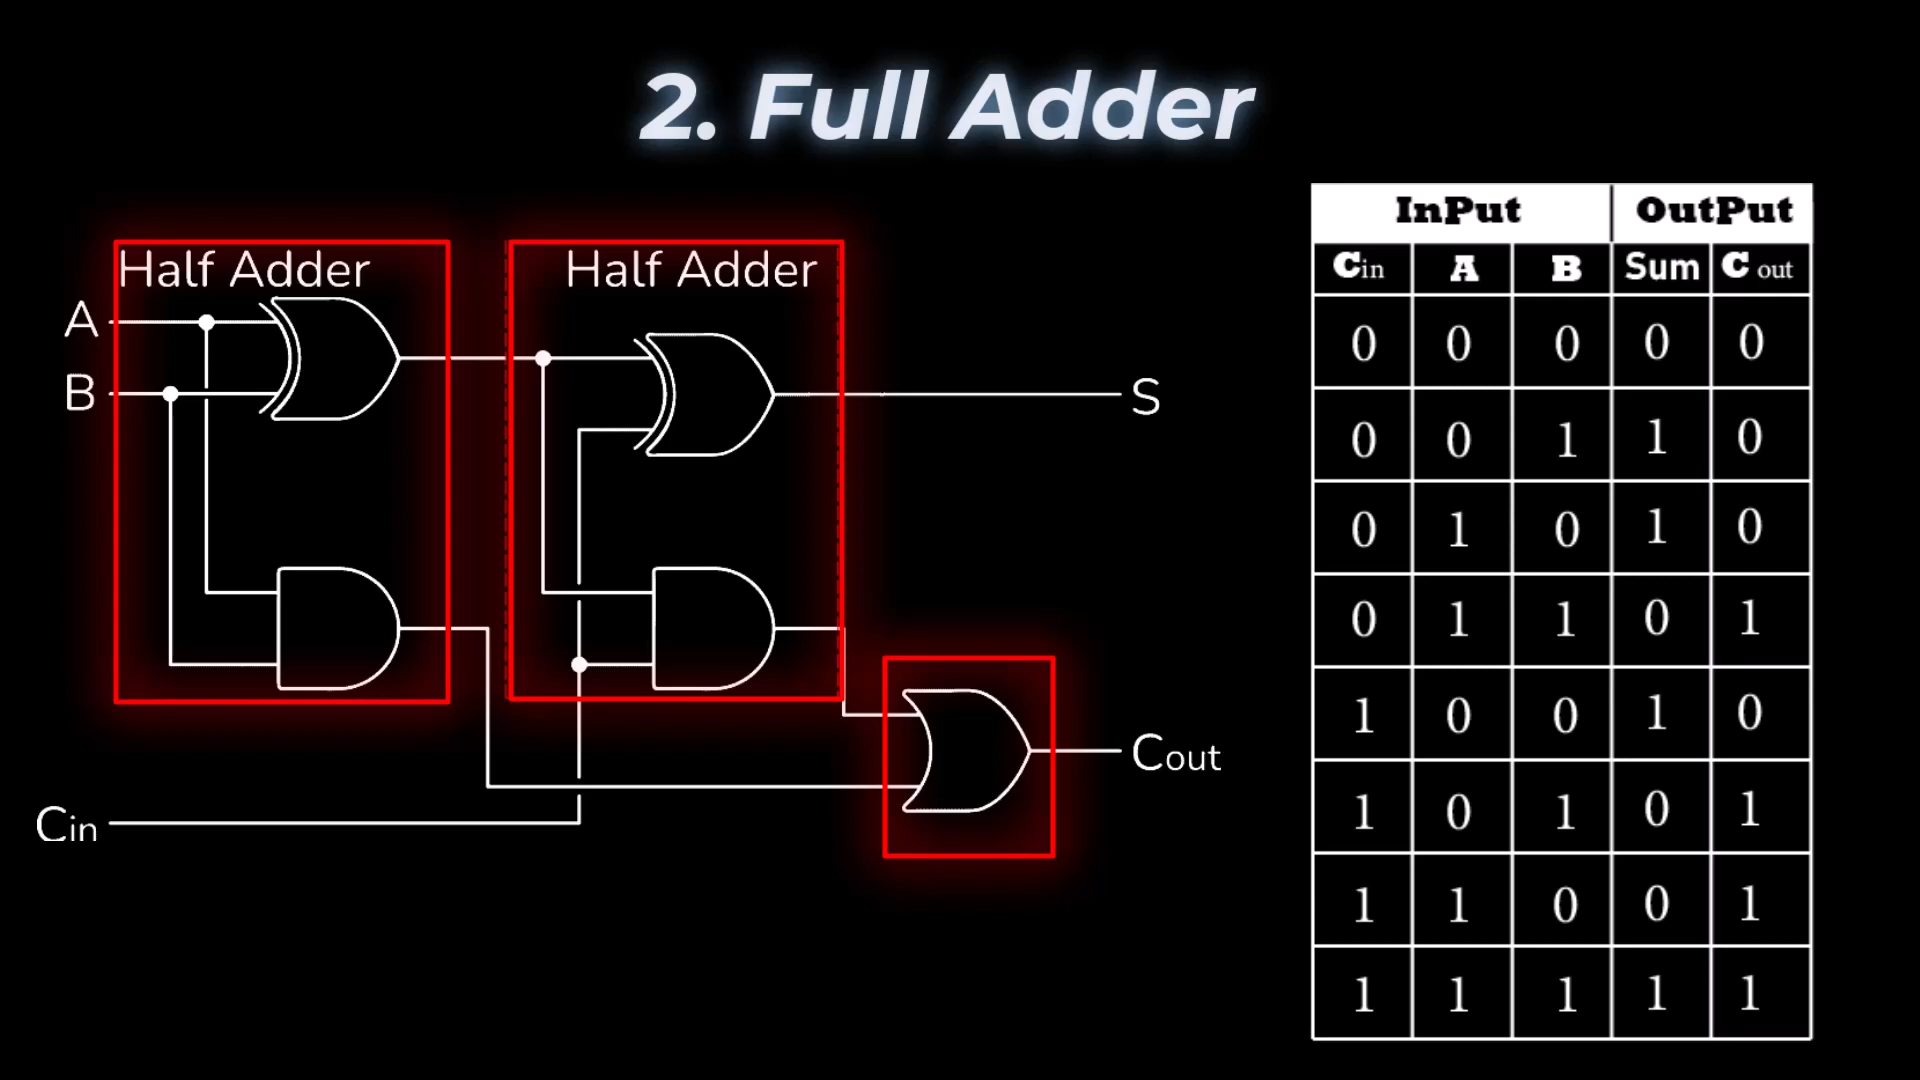 2. Full Adder
Half Adder
Half Adder
A
B
S
Cout
Cin
InPut OutPut
Cin A B Sum C out
0 0 0 0 0
0 0 1 1 0
0 1 0 1 0
0 1 1 0 1
1 0 0 1 0
1 0 1 0 1
1 1 0 0 1
1 1 1 1 1